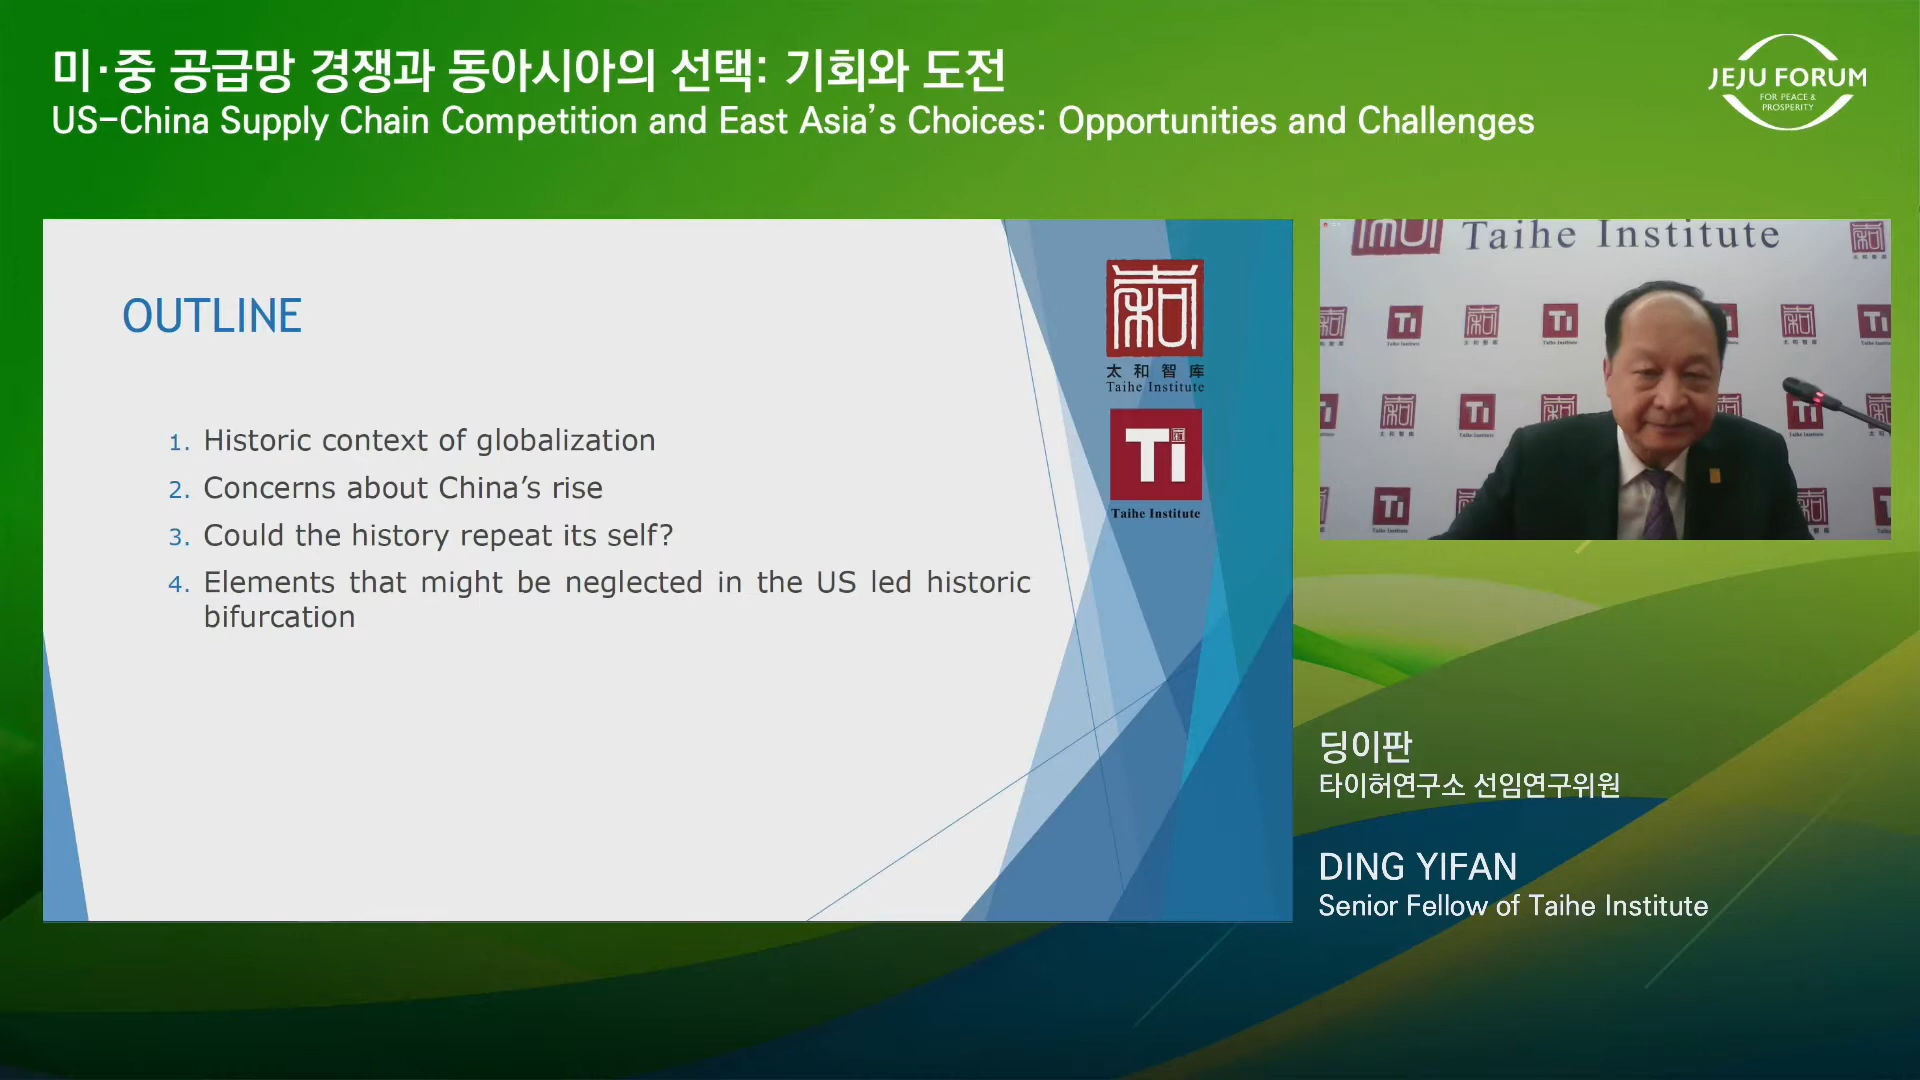 미·중 공급망 경쟁과 동아시아의 선택: 기회와 도전
US-China Supply Chain Competition and East Asia's Choices: Opportunities and Challenges
JEJU FORUM
FOR PEACE &
PROSPERITY
OUTLINE
1. Historic context of globalization
2. Concerns about China's rise
3. Could the history repeat its self?
4. Elements that might be neglected in the US led historic
bifurcation
和
太和智库
Taihe Institute
Ti
Taihe Institute
Taihe Institute
딩이판
타이허연구소 선임연구위원
DING YIFAN
Senior Fellow of Taihe Institute